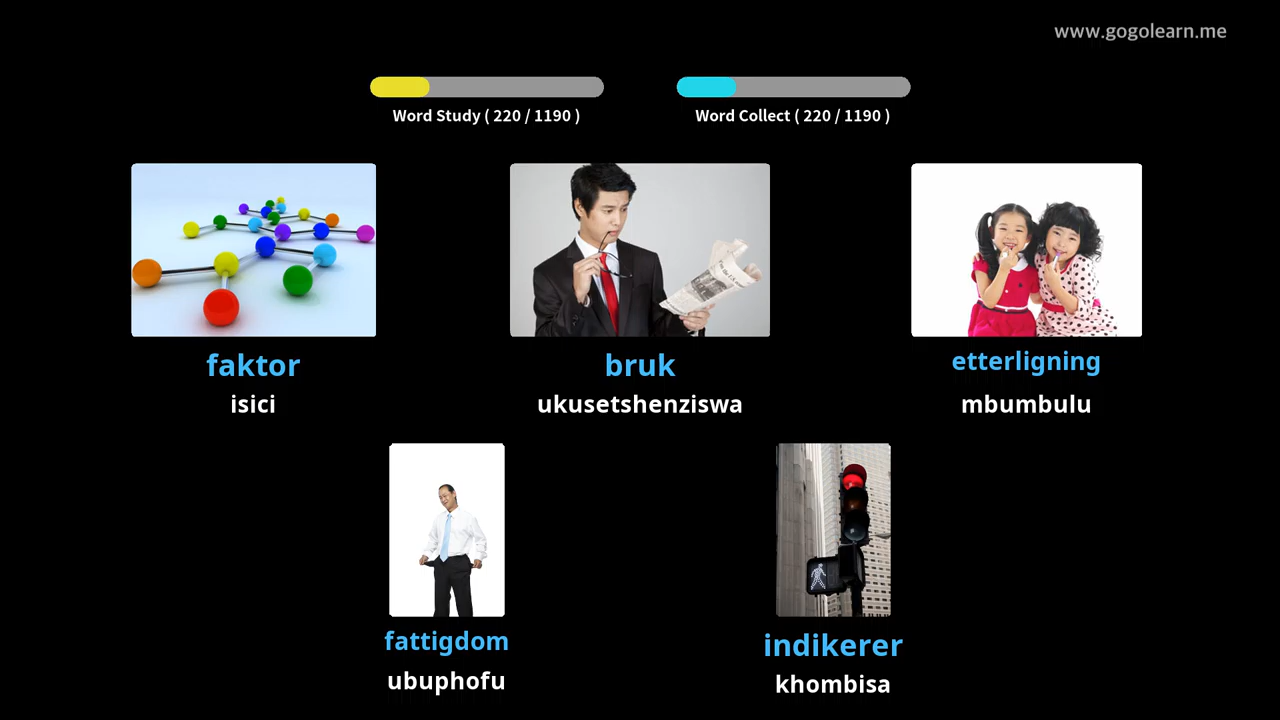 www.gogolearn.me
Word Study ( 220 / 1190 )
Word Collect ( 220 / 1190 )
faktor
isici
bruk
ukusetshenziswa
etterligning
mbumbulu
fattigdom
ubuphofu
indikerer
khombisa